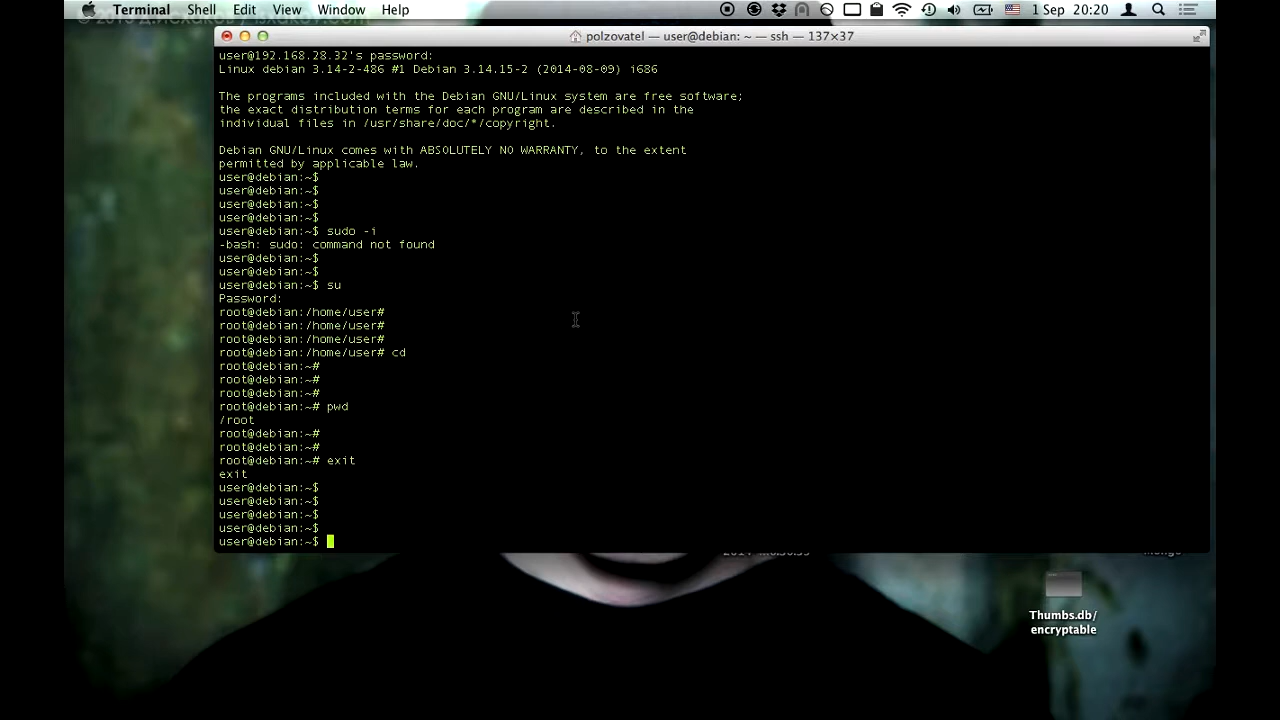 Terminal Shell Edit View Window Help 1 Sep 20:20
polzovatel — user@debian: ~ — ssh — 137×37
user@192.168.28.32's password:
Linux debian 3.14-2-486 #1 Debian 3.14.15-2 (2014-08-09) i686
The programs included with the Debian GNU/Linux system are free software;
the exact distribution terms for each program are described in the
individual files in /usr/share/doc/*/copyright.
Debian GNU/Linux comes with ABSOLUTELY NO WARRANTY, to the extent
permitted by applicable law.
user@debian:~$
user@debian:~$
user@debian:~$
user@debian:~$
user@debian:~$ sudo -i
-bash: sudo: command not found
user@debian:~$
user@debian:~$
user@debian:~$ su
Password:
root@debian:/home/user#
root@debian:/home/user#
root@debian:/home/user#
root@debian:/home/user# cd
root@debian:~#
root@debian:~#
root@debian:~#
root@debian:~# pwd
/root
root@debian:~#
root@debian:~#
root@debian:~# exit
exit
user@debian:~$
user@debian:~$
user@debian:~$
user@debian:~$
user@debian:~$
Thumbs.db/
encryptable